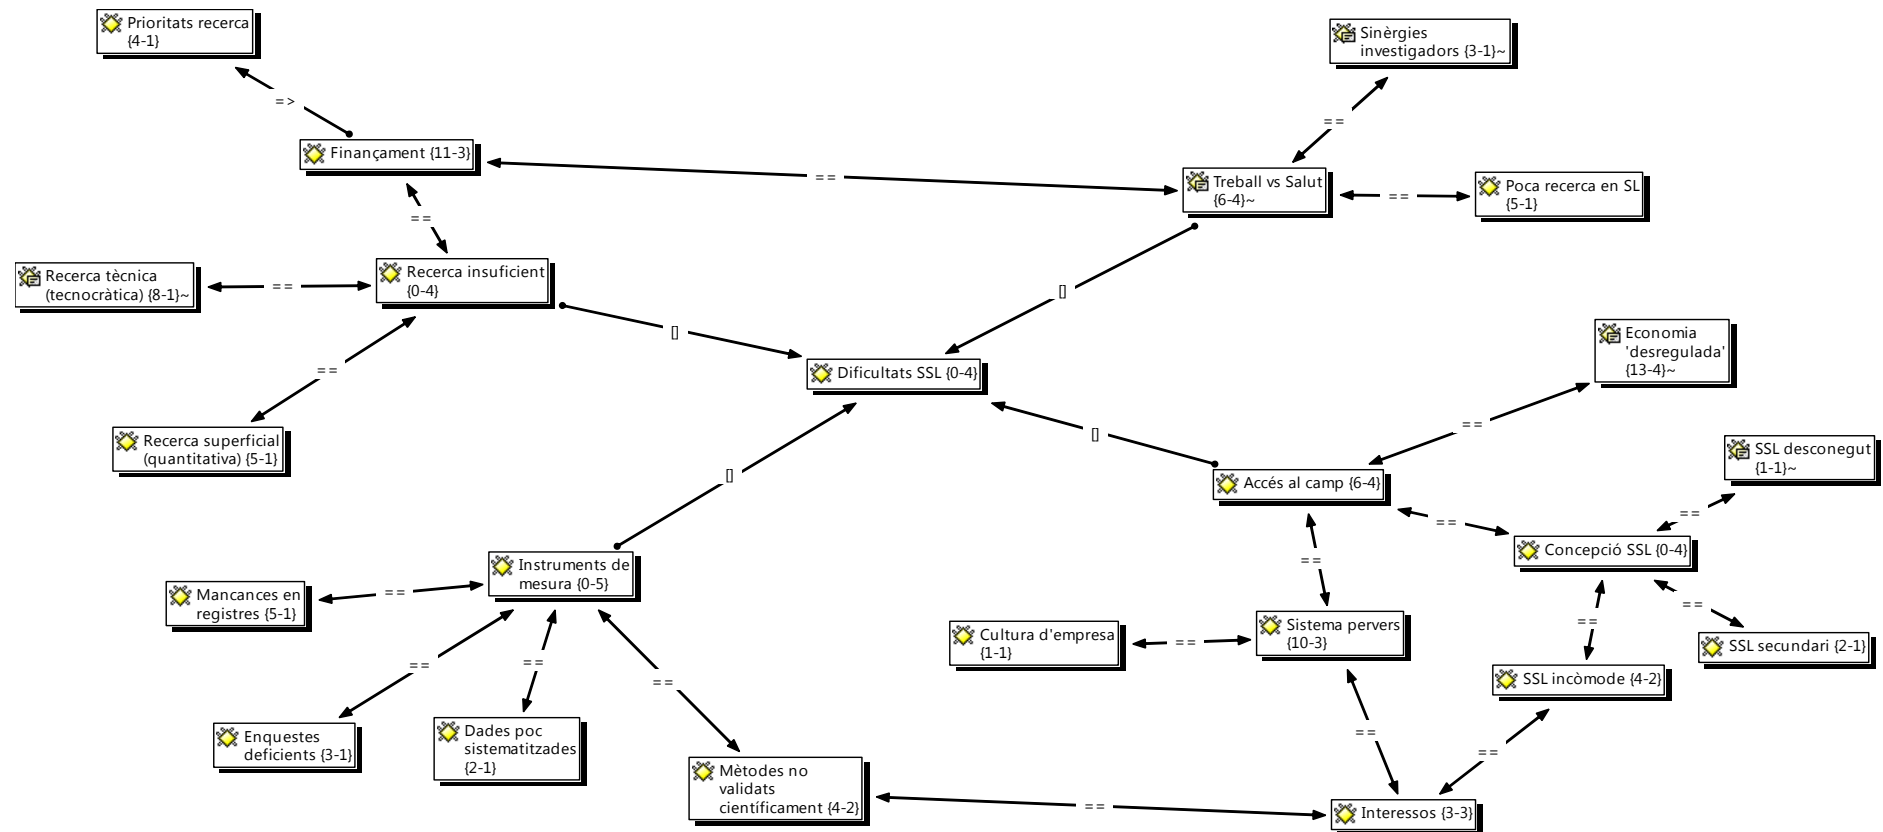 Prioritats recerca
{4-1}
Sinèrgies
investigadors {3-1}~
=>
==
Finançament {11-3}
==
Treball vs Salut
{6-4}~
==
Poca recerca en SL
{5-1}
==
Recerca tècnica
(tecnocràtica) {8-1}~
==
Recerca insuficient
{0-4}
[]
[]
==
Dificultats SSL {0-4}
Economia
'desregulada'
{13-4}~
==
Recerca superficial
(quantitativa) {5-1}
[]
[]
SSL desconegut
{1-1}~
Accés al camp {6-4}
==
==
Concepció SSL {0-4}
Instruments de
mesura {0-5}
==
Mancances en
registres {5-1}
==
==
==
==
Cultura d'empresa
{1-1}
==
Sistema pervers
{10-3}
SSL secundari {2-1}
==
==
SSL incòmode {4-2}
Enquestes
deficients {3-1}
Dades poc
sistematitzades
{2-1}
==
==
Mètodes no
validats
científicament {4-2}
==
Interessos {3-3}